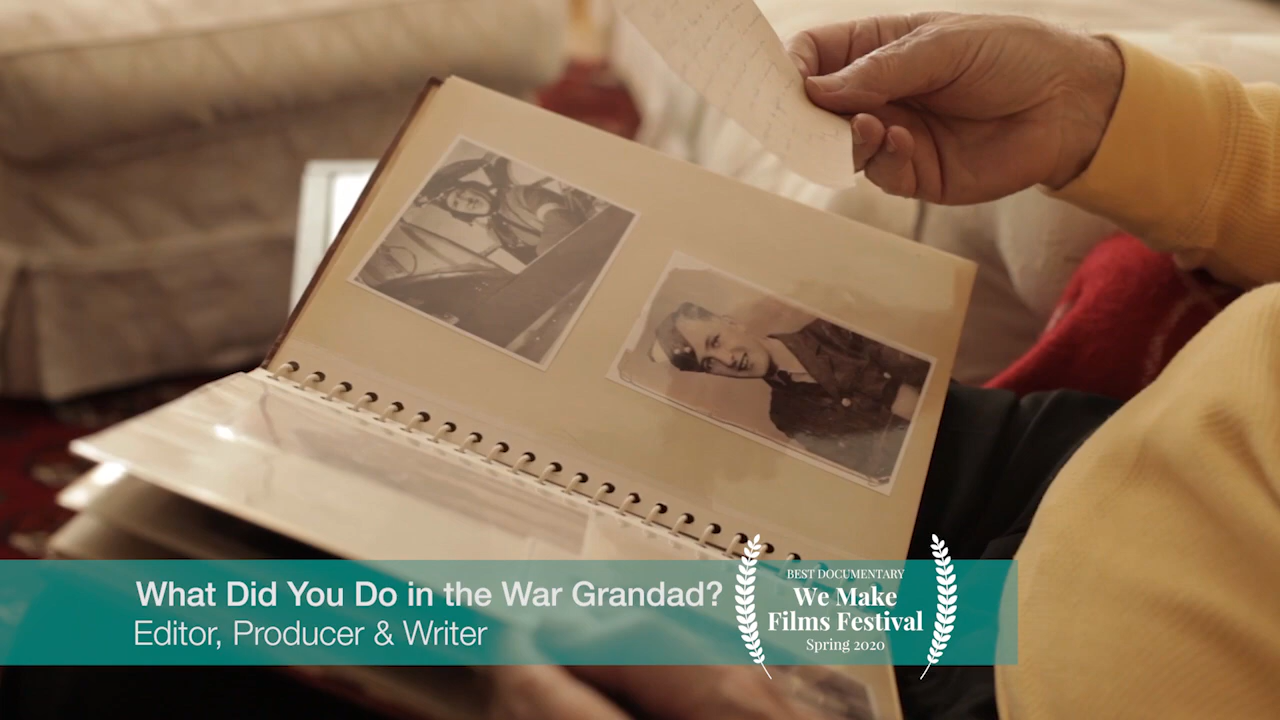 What Did You Do in the War Grandad?
Editor, Producer & Writer
BEST DOCUMENTARY
We Make
Films Festival
Spring 2020